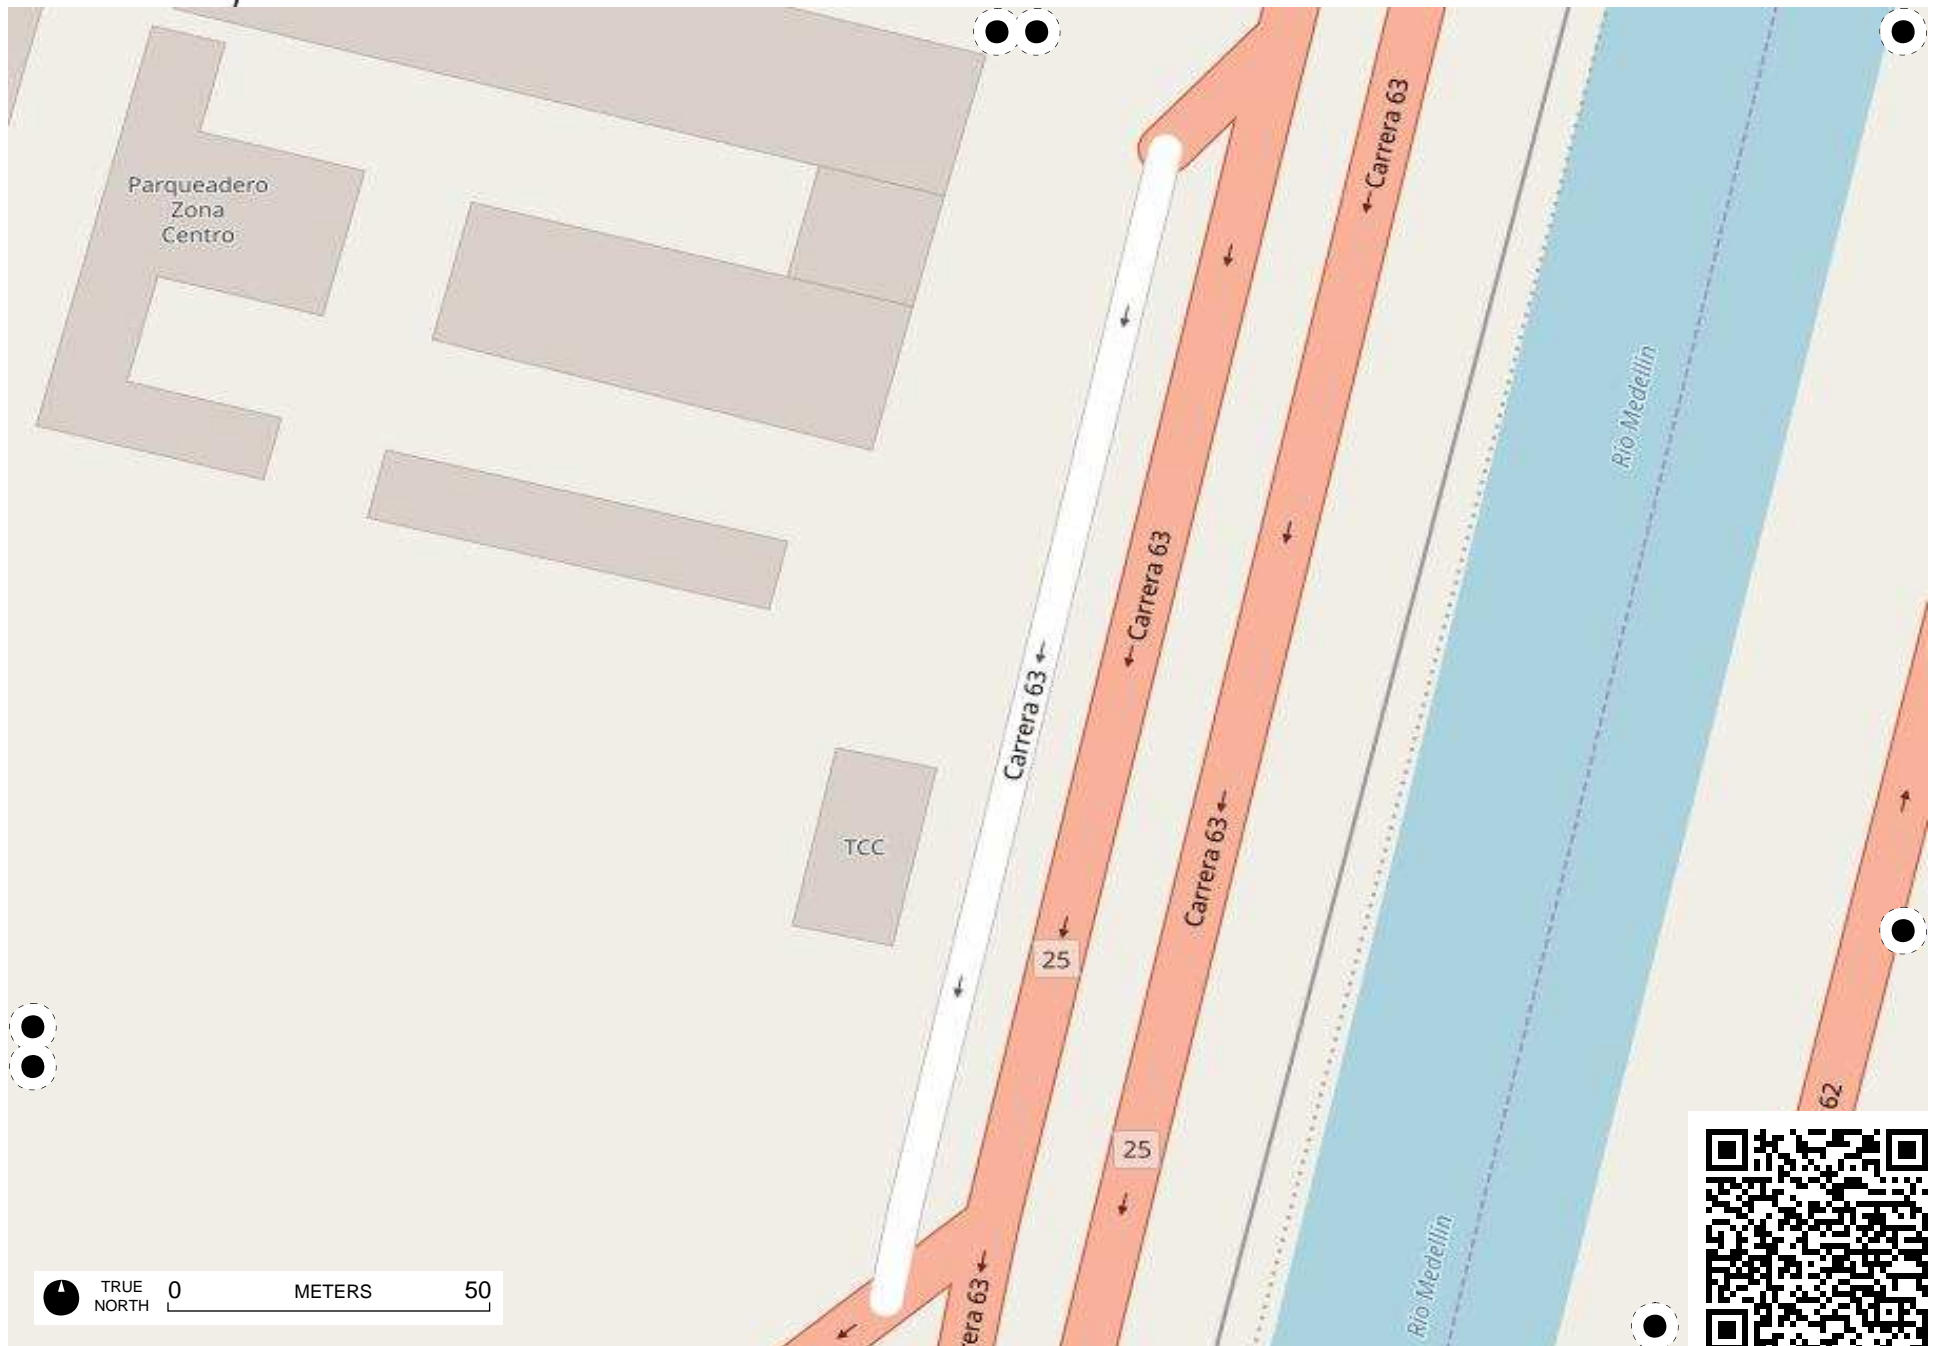 Parqueadero
Zona
Centro
Carrera 63
Carrera 63
Carrera 63
Carrera 63
TCC
25
25
Río Medellín
Río Medellín
62
rera 63
TRUE
NORTH
0 METERS 50